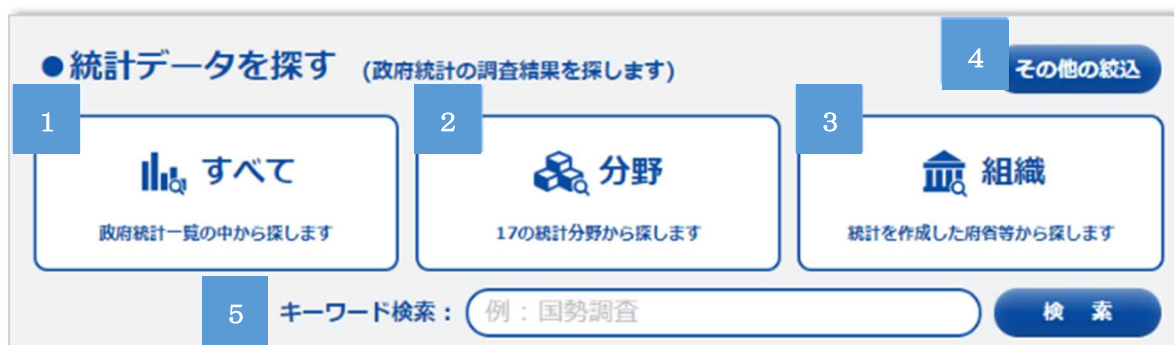 ●統計データを探す (政府統計の調査結果を探します)
4 その他の絞込
1
2
3
すべて
分野
組織
政府統計一覧の中から探します
17の統計分野から探します
統計を作成した府省等から探します
5 キーワード検索： 例：国勢調査 検 索